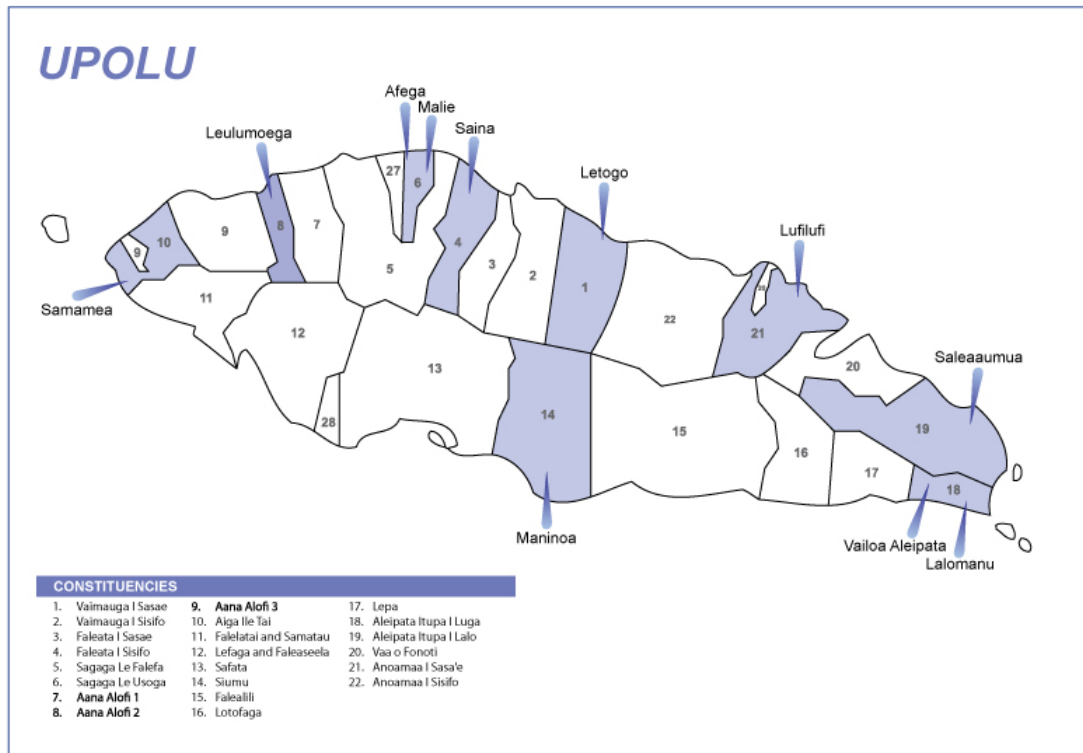 UPOLU
Afega
Malie
Saina
Leulumoega
Letogo
Lufilufi
Samamea
Saleaaumua
Maninoa
Vailoa Aleipata
Lalomanu
27
6
10
9
9
8
7
5
4
3
2
1
22
21
20
11
12
13
14
15
16
17
18
19
28
CONSTITUENCIES
1. Vaimauga I Sasae
2. Vaimauga I Sisifo
3. Faleata I Sasae
4. Faleata I Sisifo
5. Sagaga Le Falefa
6. Sagaga Le Usoga
7. Aana Alofi 1
8. Aana Alofi 2
9. Aana Alofi 3
10. Aiga Ile Tai
11. Falelatai and Samatau
12. Lefaga and Faleaseela
13. Safata
14. Siumu
15. Falealili
16. Lotofaga
17. Lepa
18. Aleipata Itupa I Luga
19. Aleipata Itupa I Lalo
20. Vaa o Fonoti
21. Anoamaa I Sasa'e
22. Anoamaa I Sisifo